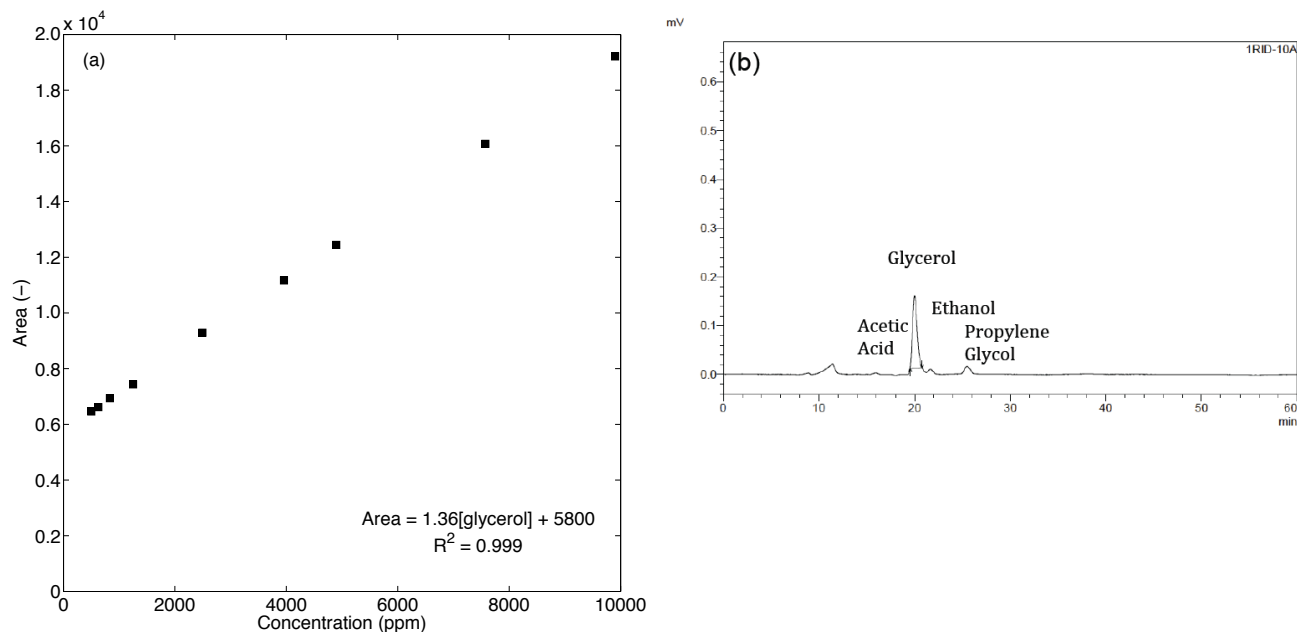 x 10^4
2.0
(a)
1.8
1.6
1.4
1.2
1.0
0.8
0.6
0.4
0.2
0
Area (−)
Area = 1.36[glycerol] + 5800
R^2 = 0.999
0 2000 4000 6000 8000 10000
Concentration (ppm)
mV
(b)
1RID-10A
0.6
0.5
0.4
0.3
0.2
0.1
0.0
Glycerol
Acetic
Acid
Ethanol
Propylene
Glycol
0 10 20 30 40 50 60
min